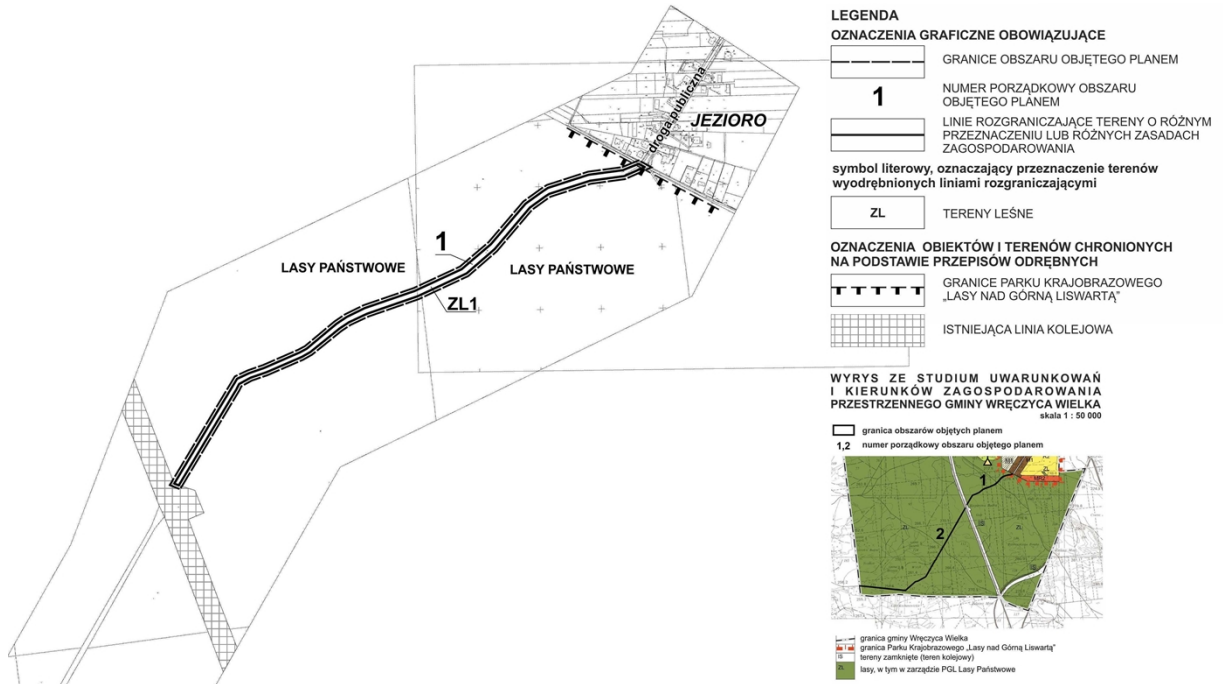 droga publiczna
JEZIORO
1
LASY PAŃSTWOWE
LASY PAŃSTWOWE
ZL1
LEGENDA
OZNACZENIA GRAFICZNE OBOWIĄZUJĄCE
GRANICE OBSZARU OBJĘTEGO PLANEM
1
NUMER PORZĄDKOWY OBSZARU
OBJĘTEGO PLANEM
LINIE ROZGRANICZAJĄCE TERENY O RÓŻNYM
PRZEZNACZENIU LUB RÓŻNYCH ZASADACH
ZAGOSPODAROWANIA
symbol literowy, oznaczający przeznaczenie terenów
wyodrębnionych liniami rozgraniczającymi
ZL
TERENY LEŚNE
OZNACZENIA OBIEKTÓW I TERENÓW CHRONIONYCH
NA PODSTAWIE PRZEPISÓW ODRĘBNYCH
GRANICE PARKU KRAJOBRAZOWEGO
„LASY NAD GÓRNĄ LISWARTĄ”
ISTNIEJĄCA LINIA KOLEJOWA
WYRYS ZE STUDIUM UWARUNKOWAŃ
I KIERUNKÓW ZAGOSPODAROWANIA
PRZESTRZENNEGO GMINY WRĘCZYCA WIELKA
skala 1 : 50 000
granica obszarów objętych planem
1,2 numer porządkowy obszaru objętego planem
1
2
granica gminy Wręczyca Wielka
granica Parku Krajobrazowego „Lasy nad Górną Liswartą”
tereny zamknięte (teren kolejowy)
ZL lasy, w tym w zarządzie PGL Lasy Państwowe